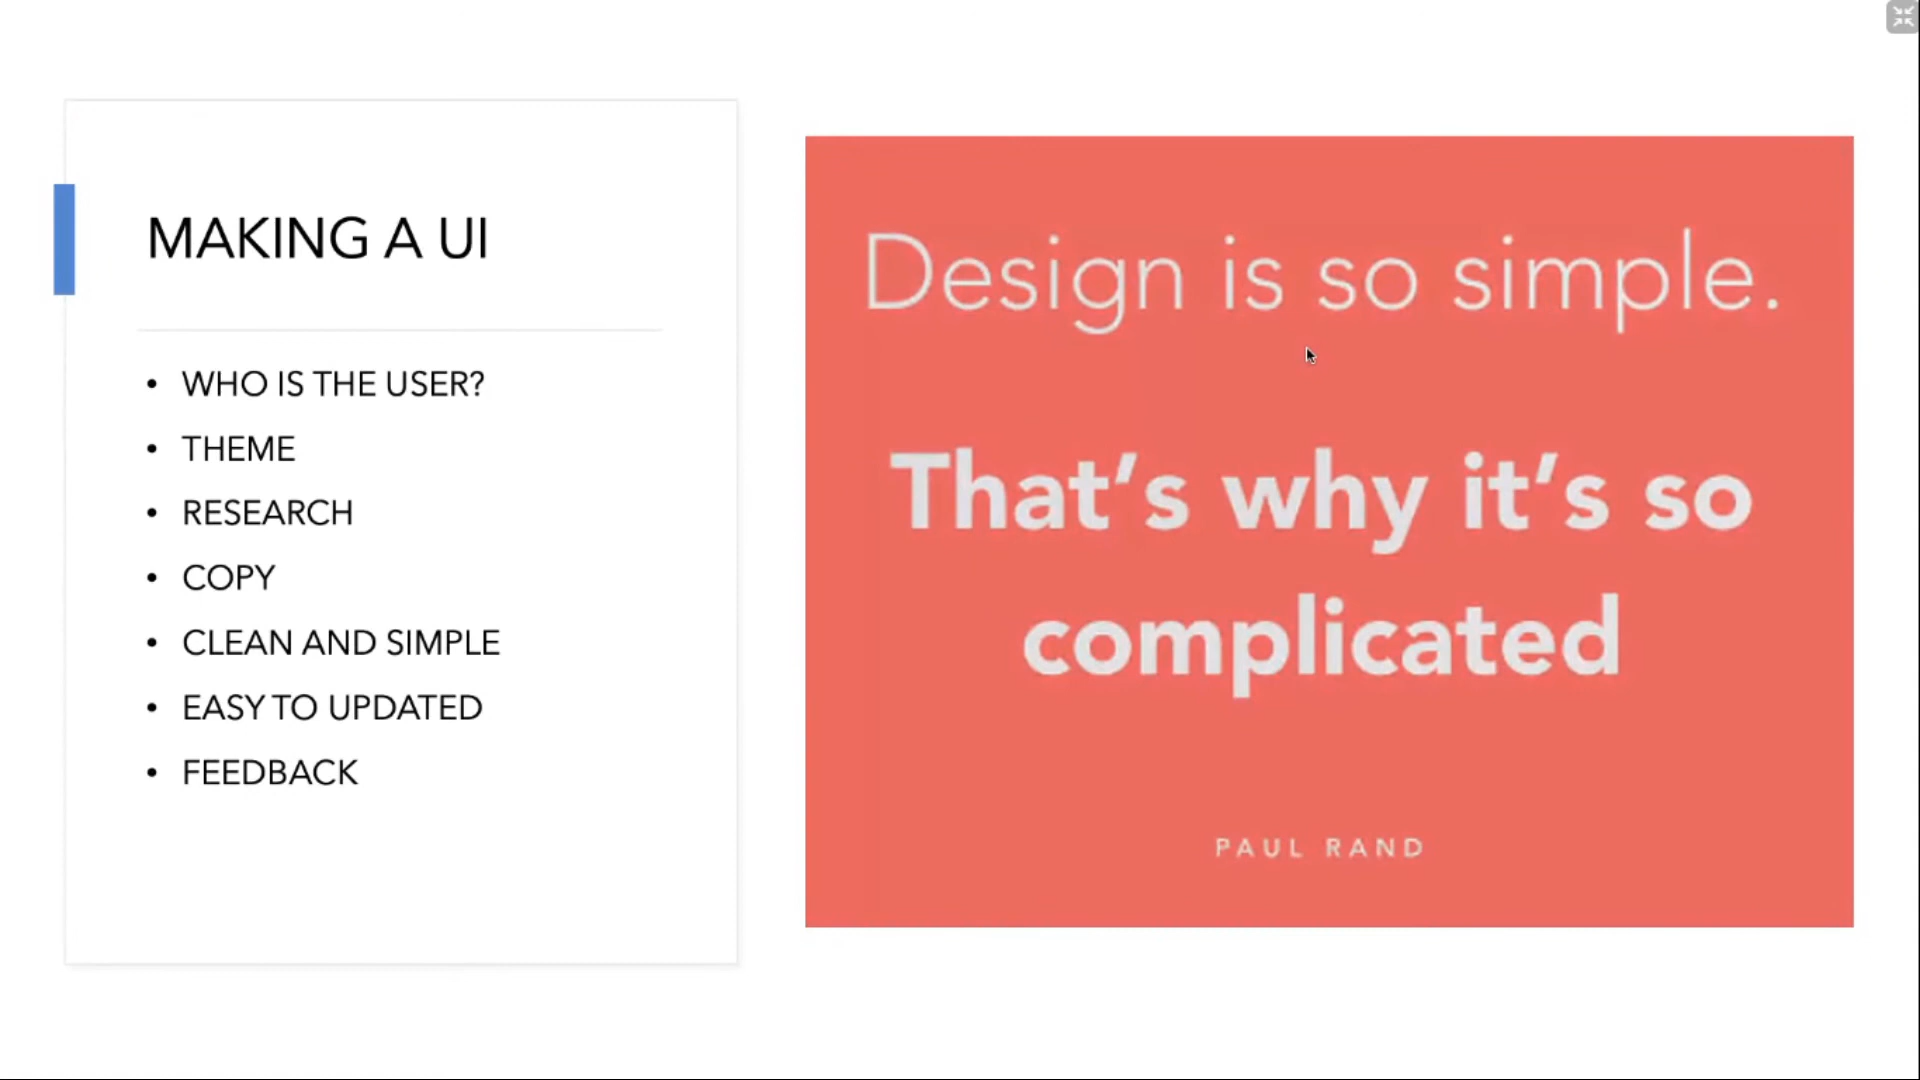 MAKING A UI
• WHO IS THE USER?
• THEME
• RESEARCH
• COPY
• CLEAN AND SIMPLE
• EASY TO UPDATED
• FEEDBACK
Design is so simple.
That’s why it’s so
complicated
PAUL RAND